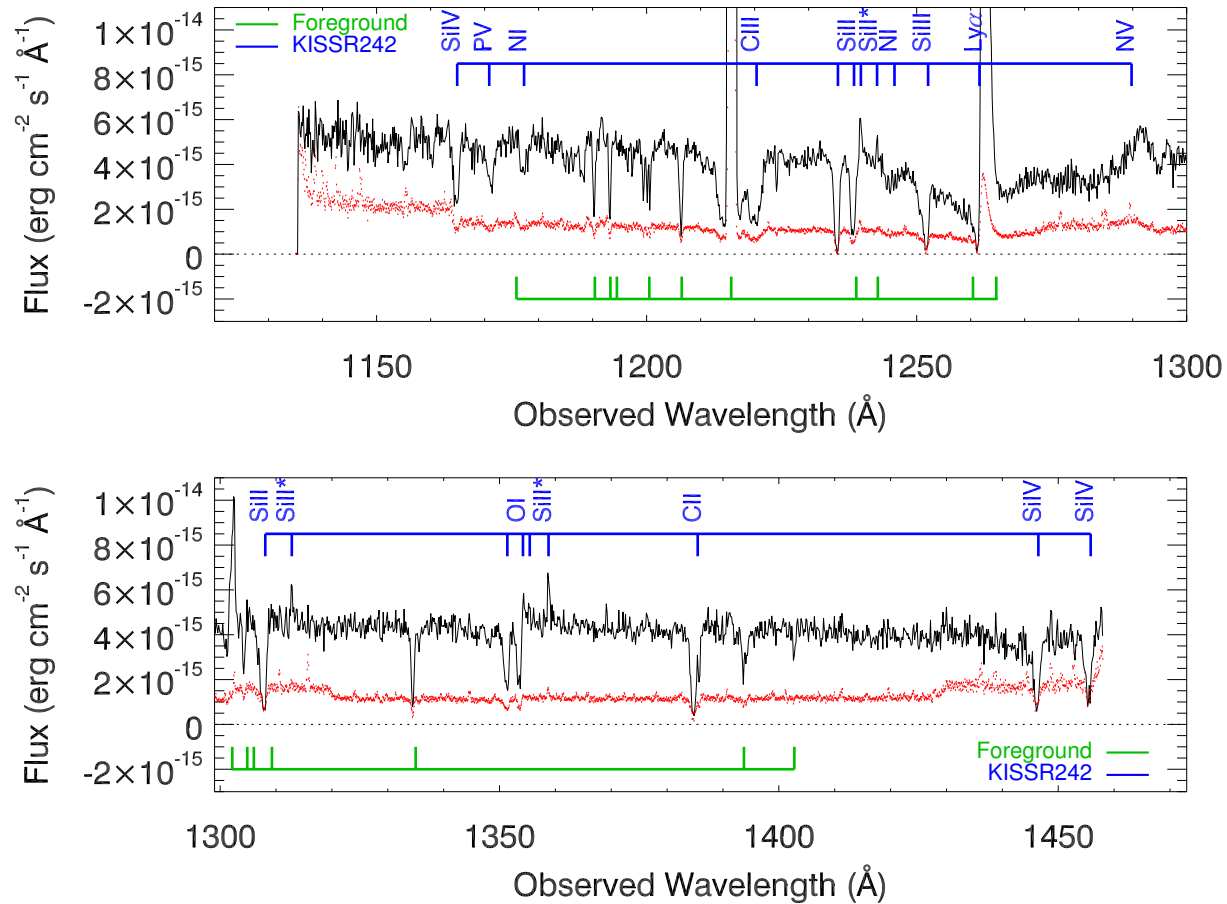 Foreground
KISSR242
SiIV
PV
NI
CIII
SiII
SiII*
NI
SiIII
Lyα
NV
1×10⁻¹⁴
8×10⁻¹⁵
6×10⁻¹⁵
4×10⁻¹⁵
2×10⁻¹⁵
0
-2×10⁻¹⁵
Flux (erg cm⁻² s⁻¹ Å⁻¹)
1150
1200
1250
1300
Observed Wavelength (Å)
SiII
SiII*
OI
SiII*
CII
SiIV
SiIV
1×10⁻¹⁴
8×10⁻¹⁵
6×10⁻¹⁵
4×10⁻¹⁵
2×10⁻¹⁵
0
-2×10⁻¹⁵
Flux (erg cm⁻² s⁻¹ Å⁻¹)
Foreground
KISSR242
1300
1350
1400
1450
Observed Wavelength (Å)